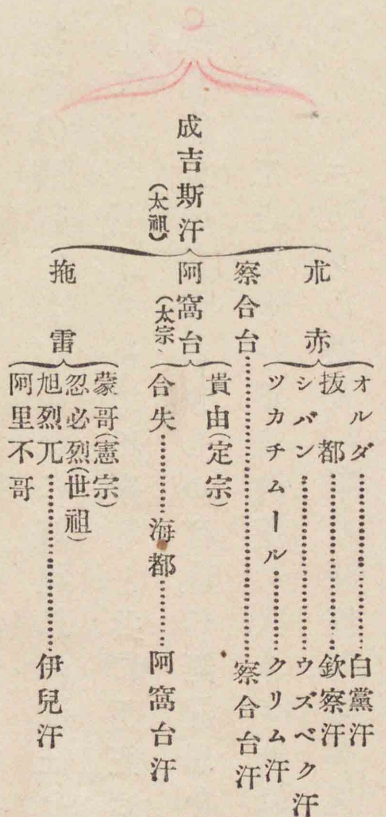 成吉斯汗(太祖)
朮赤
オルダ……………白黨汗
抜都……………欽察汗
シバン……………ウズベク汗
ツカチムール………クリム汗
察合台……………………察合台汗
阿窩台(太宗)
貴由(定宗)
合失………海都………阿窩台汗
拖雷
蒙哥(憲宗)
忽必烈(世祖)
旭烈兀……………伊兒汗
阿里不哥